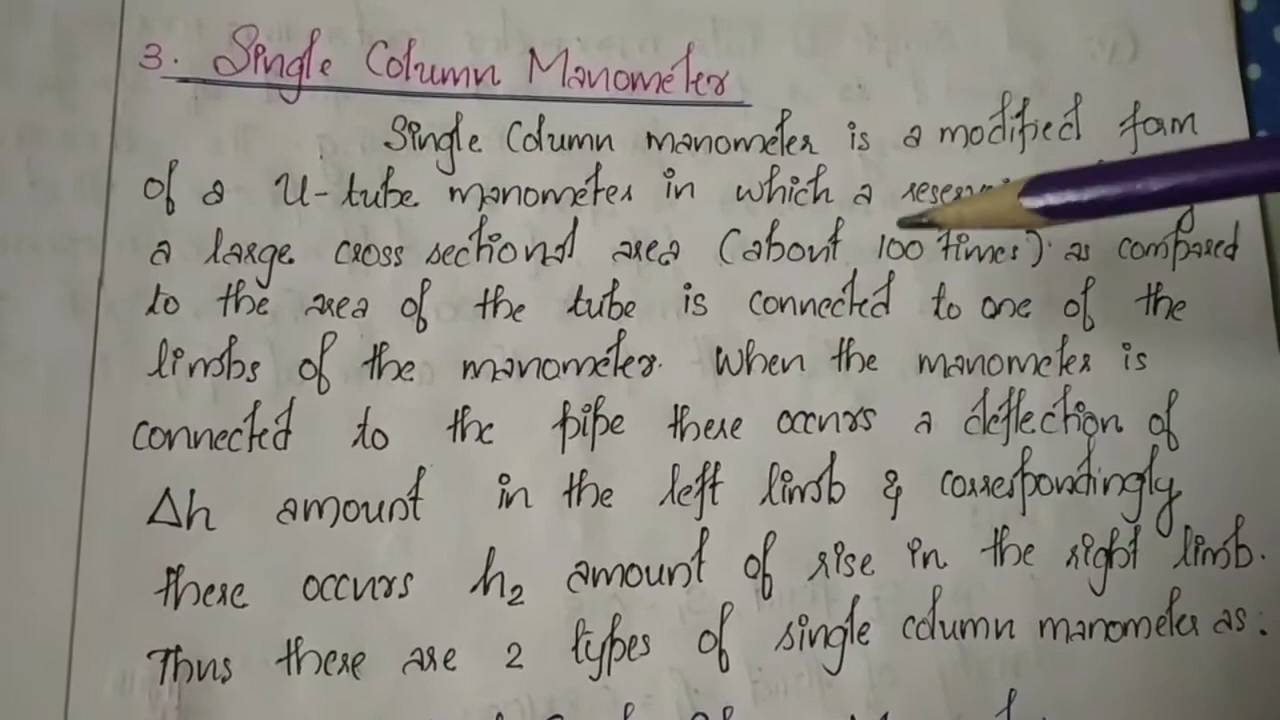 3. Single Column Manometer
Single Column manometer is a modified form
of a U-tube manometer in which a
a large cross sectional area (about 100 times) as compared
to the area of the tube is connected to one of the
limbs of the manometer. When the manometer is
connected to the pipe there occurs a deflection of
Δh amount in the left limb & correspondingly
there occurs h₂ amount of rise in the right limb.
Thus there are 2 types of single column manometer as: